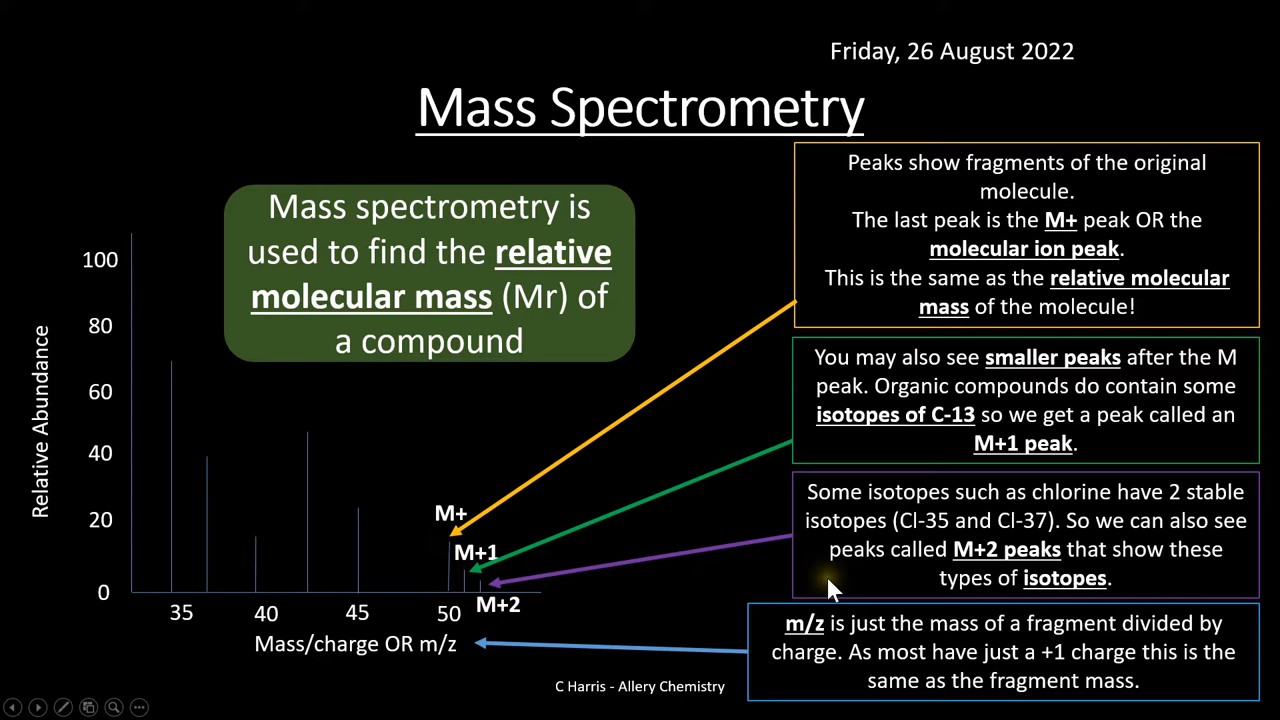 Friday, 26 August 2022
Mass Spectrometry
Mass spectrometry is
used to find the relative
molecular mass (Mr) of
a compound
Peaks show fragments of the original
molecule.
The last peak is the M+ peak OR the
molecular ion peak.
This is the same as the relative molecular
mass of the molecule!
You may also see smaller peaks after the M
peak. Organic compounds do contain some
isotopes of C-13 so we get a peak called an
M+1 peak.
Some isotopes such as chlorine have 2 stable
isotopes (Cl-35 and Cl-37). So we can also see
peaks called M+2 peaks that show these
types of isotopes.
m/z is just the mass of a fragment divided by
charge. As most have just a +1 charge this is the
same as the fragment mass.
Relative Abundance
100
80
60
40
20
0
M+
M+1
M+2
35
40
45
50
Mass/charge OR m/z
C Harris - Allery Chemistry